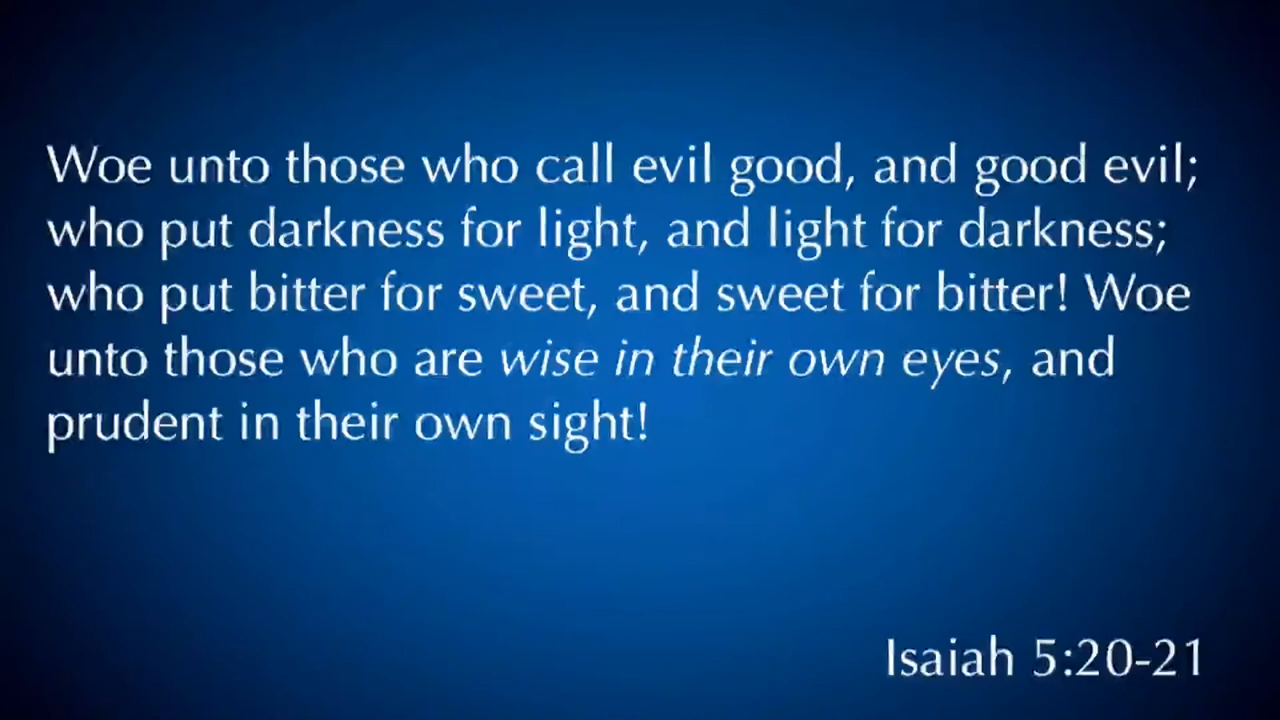 Woe unto those who call evil good, and good evil;
who put darkness for light, and light for darkness;
who put bitter for sweet, and sweet for bitter! Woe
unto those who are wise in their own eyes, and
prudent in their own sight!
Isaiah 5:20-21